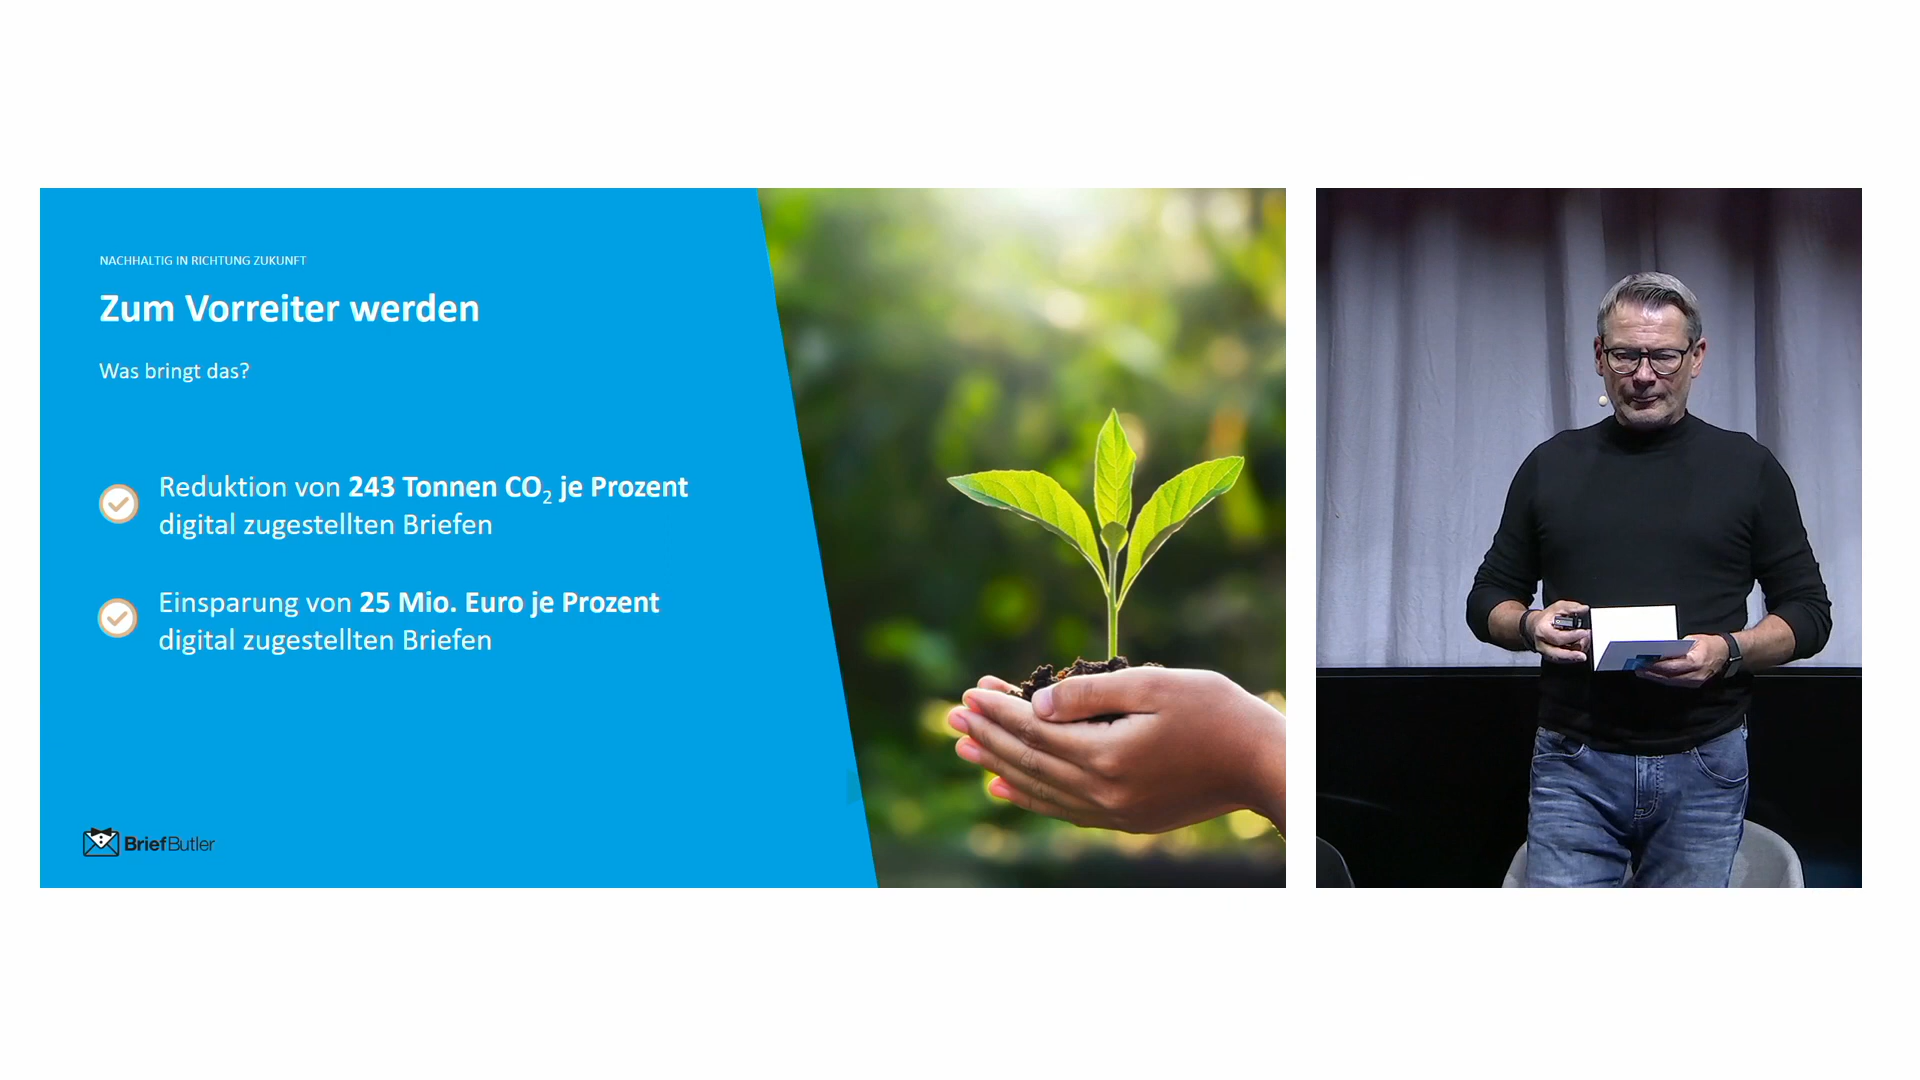 NACHHALTIG IN RICHTUNG ZUKUNFT
Zum Vorreiter werden
Was bringt das?
Reduktion von 243 Tonnen CO₂ je Prozent
digital zugestellten Briefen
Einsparung von 25 Mio. Euro je Prozent
digital zugestellten Briefen
BriefButler